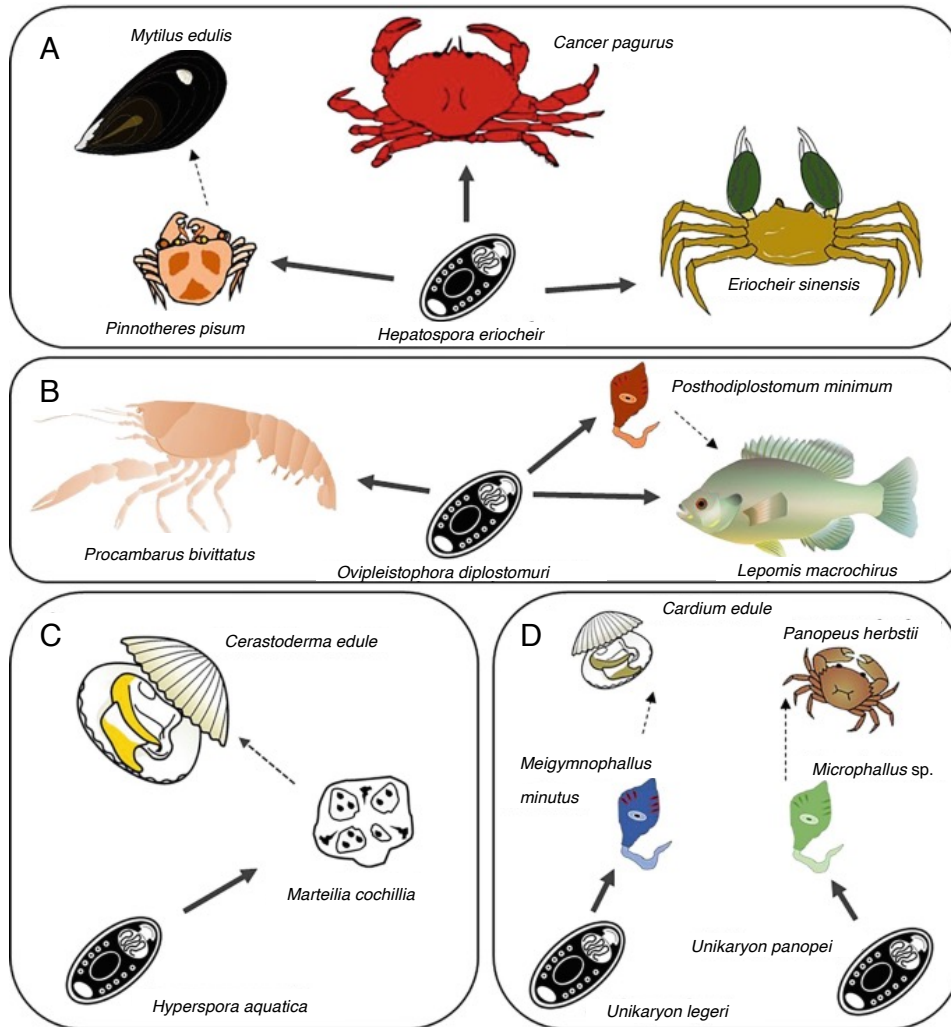 A
Mytilus edulis
Cancer pagurus
Eriocheir sinensis
Pinnotheres pisum
Hepatospora eriocheir
B
Posthodiplostomum minimum
Procambarus bivittatus
Ovipleistophora diplostomuri
Lepomis macrochirus
C
Cerastoderma edule
Marteilia cochillia
Hyperspora aquatica
D
Cardium edule
Panopeus herbstii
Meigymnophallus
minutus
Microphallus sp.
Unikaryon panopei
Unikaryon legeri